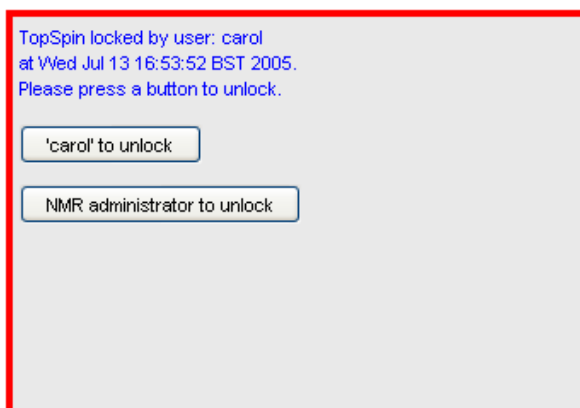 TopSpin locked by user: carol
at Wed Jul 13 16:53:52 BST 2005.
Please press a button to unlock.
'carol' to unlock
NMR administrator to unlock